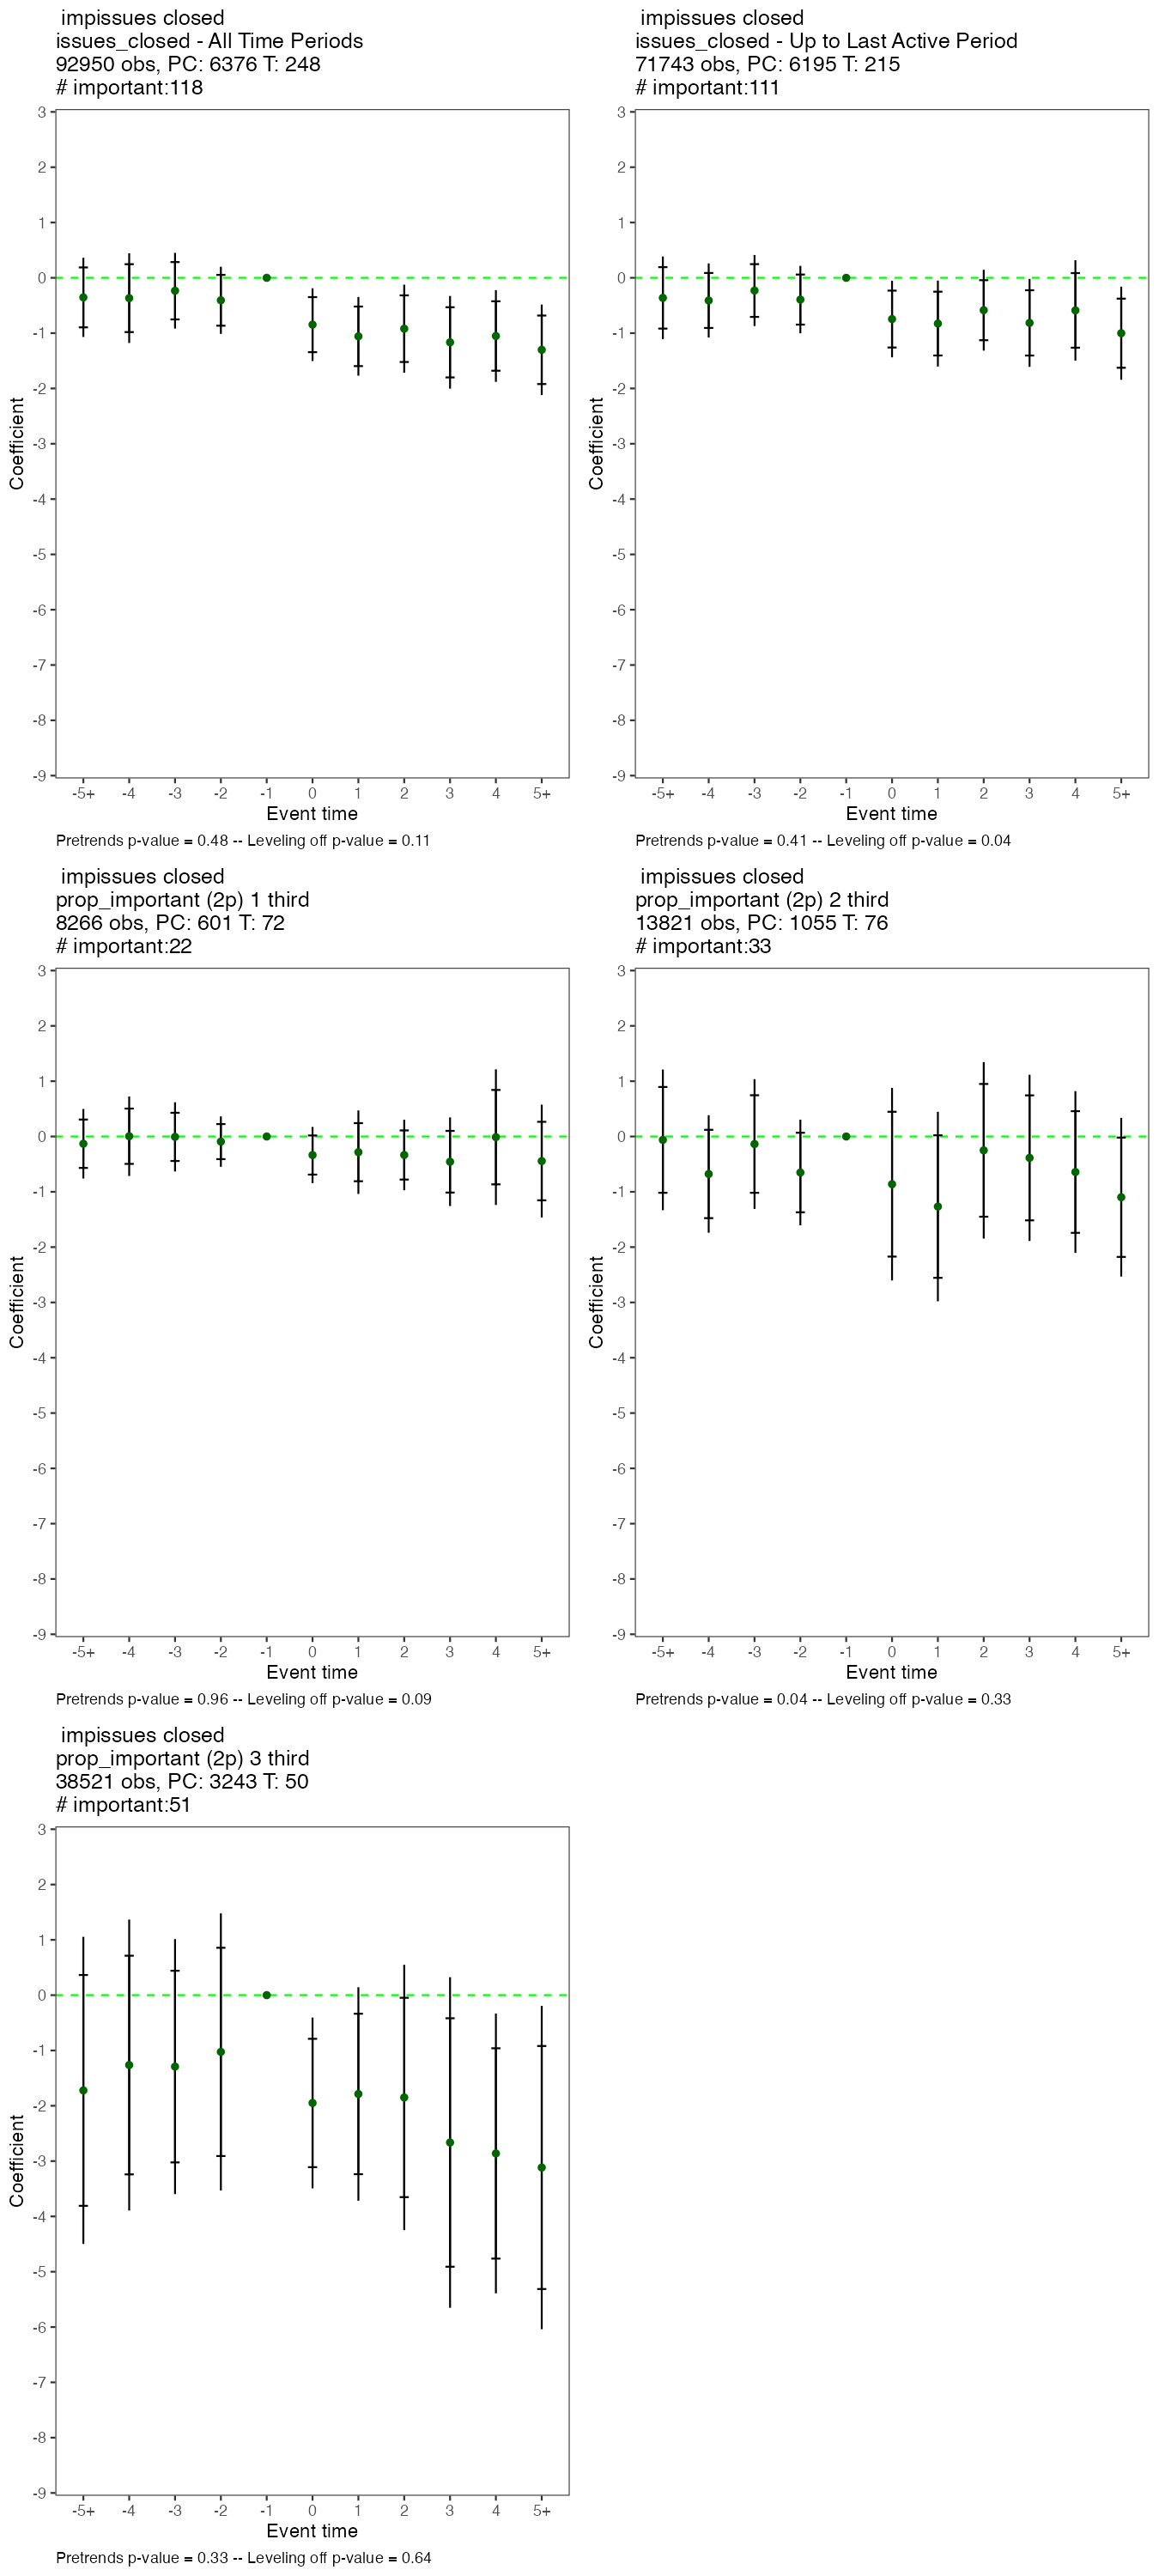 impissues closed
issues_closed - All Time Periods
92950 obs, PC: 6376 T: 248
# important:118
3
2
1
0
-1
-2
-3
-4
-5
-6
-7
-8
-9
Coefficient
-5+ -4 -3 -2 -1 0 1 2 3 4 5+
Event time
Pretrends p-value = 0.48 -- Leveling off p-value = 0.11
impissues closed
issues_closed - Up to Last Active Period
71743 obs, PC: 6195 T: 215
# important:111
3
2
1
0
-1
-2
-3
-4
-5
-6
-7
-8
-9
Coefficient
-5+ -4 -3 -2 -1 0 1 2 3 4 5+
Event time
Pretrends p-value = 0.41 -- Leveling off p-value = 0.04
impissues closed
prop_important (2p) 1 third
8266 obs, PC: 601 T: 72
# important:22
3
2
1
0
-1
-2
-3
-4
-5
-6
-7
-8
-9
Coefficient
-5+ -4 -3 -2 -1 0 1 2 3 4 5+
Event time
Pretrends p-value = 0.96 -- Leveling off p-value = 0.09
impissues closed
prop_important (2p) 2 third
13821 obs, PC: 1055 T: 76
# important:33
3
2
1
0
-1
-2
-3
-4
-5
-6
-7
-8
-9
Coefficient
-5+ -4 -3 -2 -1 0 1 2 3 4 5+
Event time
Pretrends p-value = 0.04 -- Leveling off p-value = 0.33
impissues closed
prop_important (2p) 3 third
38521 obs, PC: 3243 T: 50
# important:51
3
2
1
0
-1
-2
-3
-4
-5
-6
-7
-8
-9
Coefficient
-5+ -4 -3 -2 -1 0 1 2 3 4 5+
Event time
Pretrends p-value = 0.33 -- Leveling off p-value = 0.64